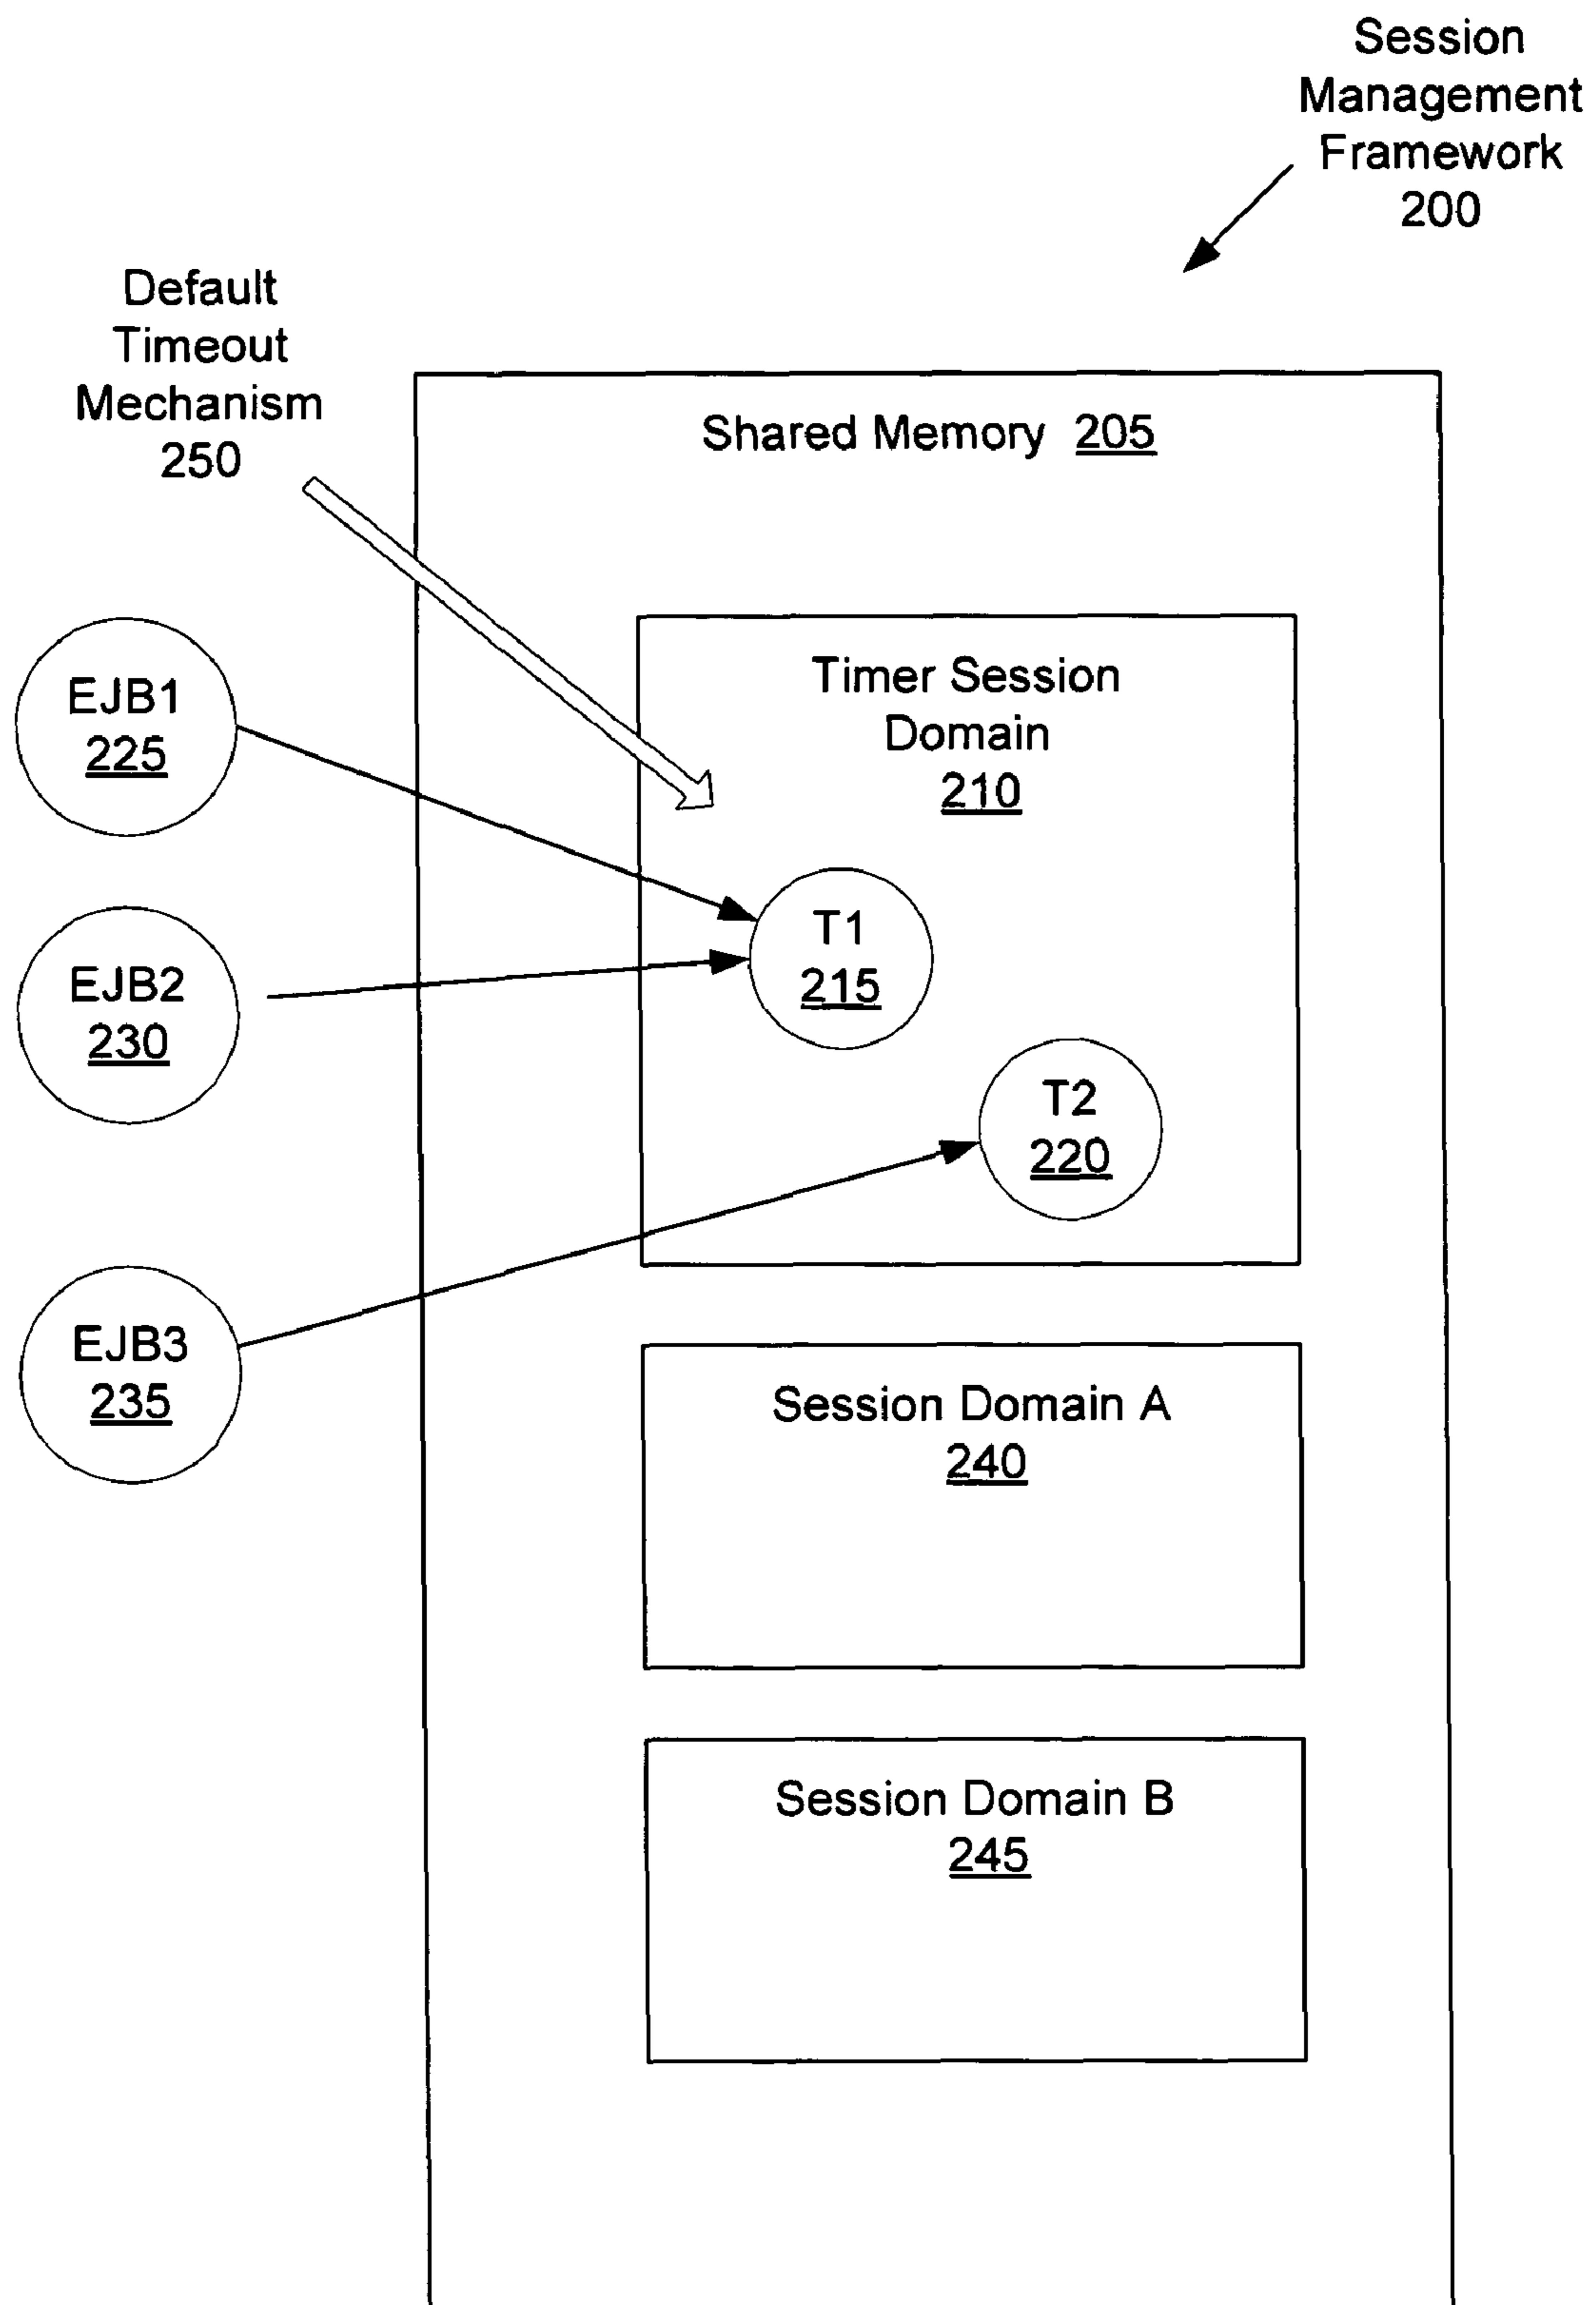 Session
Management
Framework
200
Default
Timeout
Mechanism
250
Shared Memory 205
Timer Session
Domain
210
EJB1
225
T1
215
EJB2
230
T2
220
EJB3
235
Session Domain A
240
Session Domain B
245